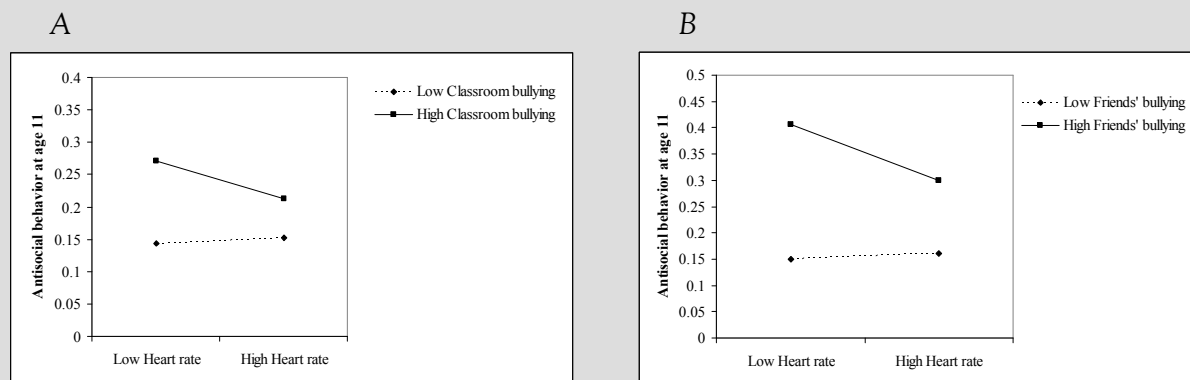 A
0.4
0.35
0.3
0.25
0.2
0.15
0.1
0.05
0
Antisocial behavior at age 11
Low Heart rate
High Heart rate
Low Classroom bullying
High Classroom bullying
B
0.5
0.45
0.4
0.35
0.3
0.25
0.2
0.15
0.1
0.05
0
Antisocial behavior at age 11
Low Heart rate
High Heart rate
Low Friends' bullying
High Friends' bullying